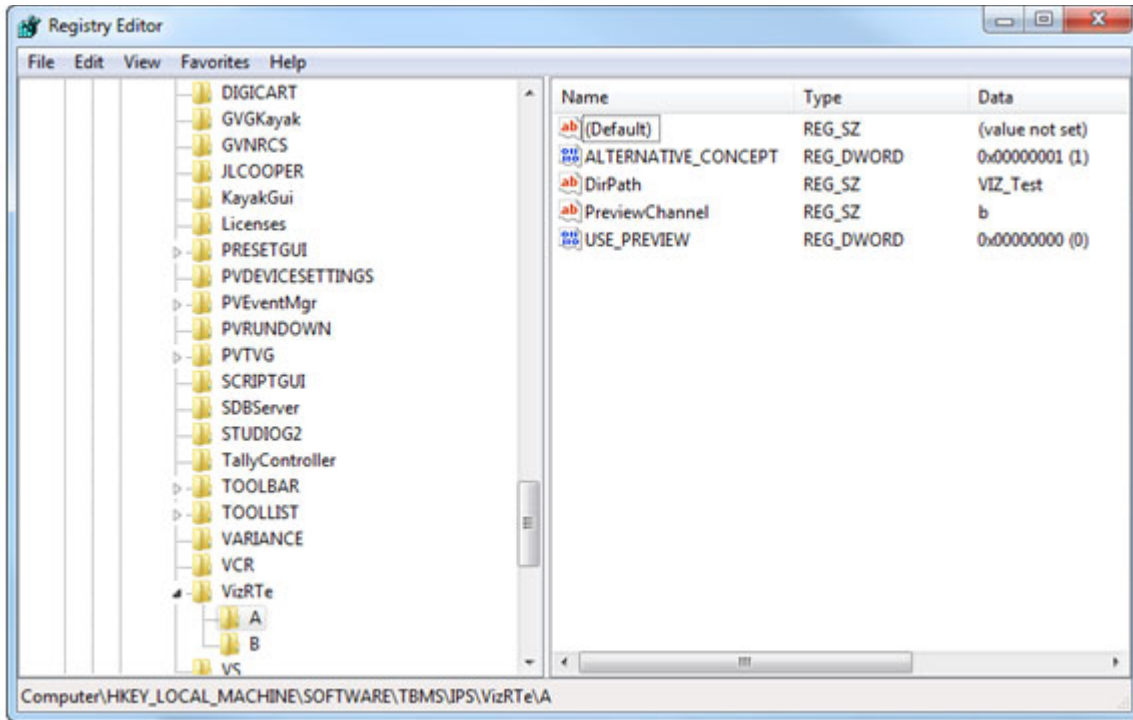 Registry Editor
File Edit View Favorites Help
DIGICART
GVGKayak
GVNRCS
JLCOOPER
KayakGui
Licenses
PRESETGUI
PVDEVICESETTINGS
PVEventMgr
PVRUNDOWN
PVTVG
SCRIPTGUI
SDBServer
STUDIOG2
TallyController
TOOLBAR
TOOLLIST
VARIANCE
VCR
VizRTe
A
B
VS
Name Type Data
(Default) REG_SZ (value not set)
ALTERNATIVE_CONCEPT REG_DWORD 0x00000001 (1)
DirPath REG_SZ VIZ_Test
PreviewChannel REG_SZ b
USE_PREVIEW REG_DWORD 0x00000000 (0)
Computer\HKEY_LOCAL_MACHINE\SOFTWARE\TBMS\IPS\VizRTe\A